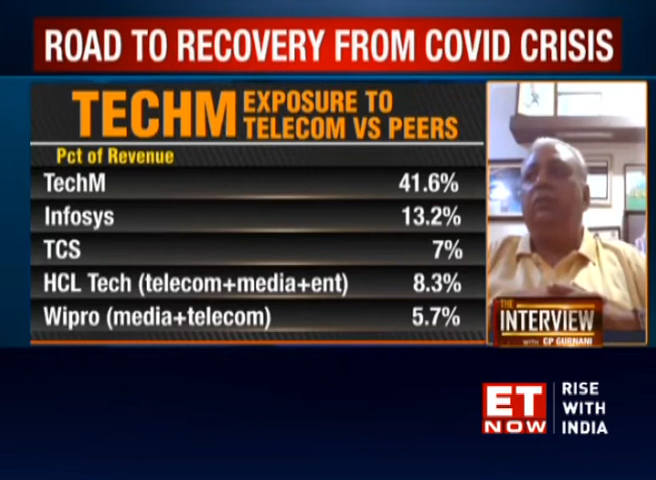 ROAD TO RECOVERY FROM COVID CRISIS
TECHM EXPOSURE TO
TELECOM VS PEERS
Pct of Revenue
TechM 41.6%
Infosys 13.2%
TCS 7%
HCL Tech (telecom+media+ent) 8.3%
Wipro (media+telecom) 5.7%
THE
INTERVIEW
WITH CP GURNANI
ET
NOW
RISE
WITH
INDIA